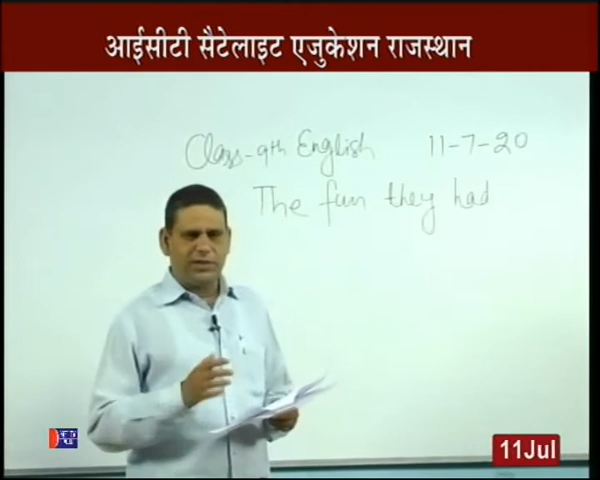 आईसीटी सैटेलाइट एजुकेशन राजस्थान
Class-9th English 11-7-20
The fun they had
11Jul